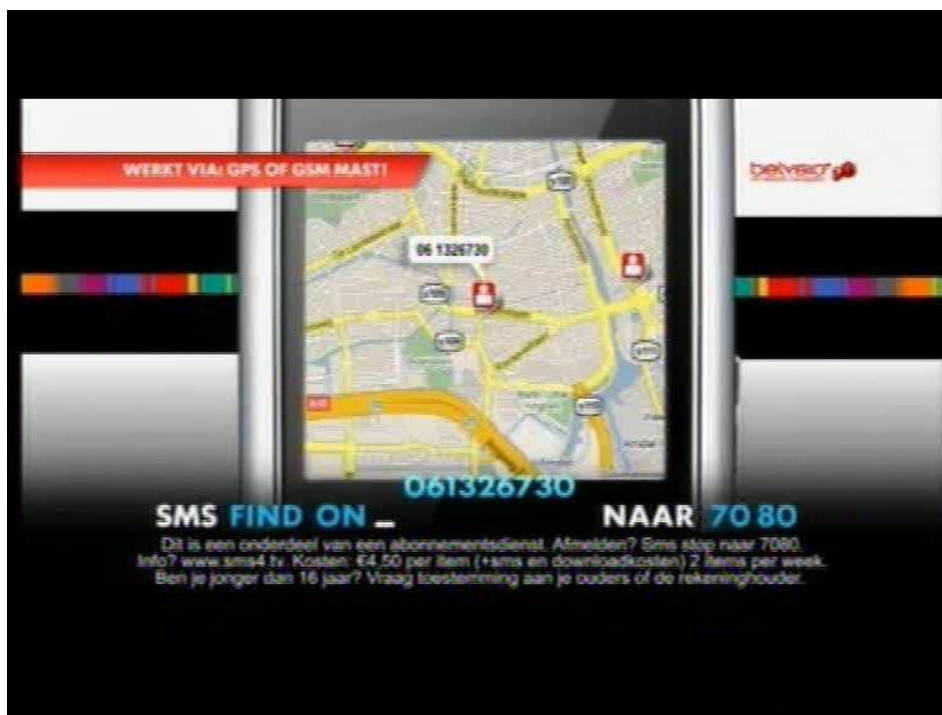 WERKT VIA: GPS OF GSM MAST!
belysio
06 1326730
A10
061326730
SMS FIND ON _ NAAR 7080
Dit is een onderdeel van een abonnementsdienst. Afmelden? Sms stop naar 7080.
Info? www.sms4.tv. Kosten: €4,50 per item (+sms en downloadkosten) 2 items per week.
Ben je jonger dan 16 jaar? Vraag toestemming aan je ouders of de rekeninghouder.